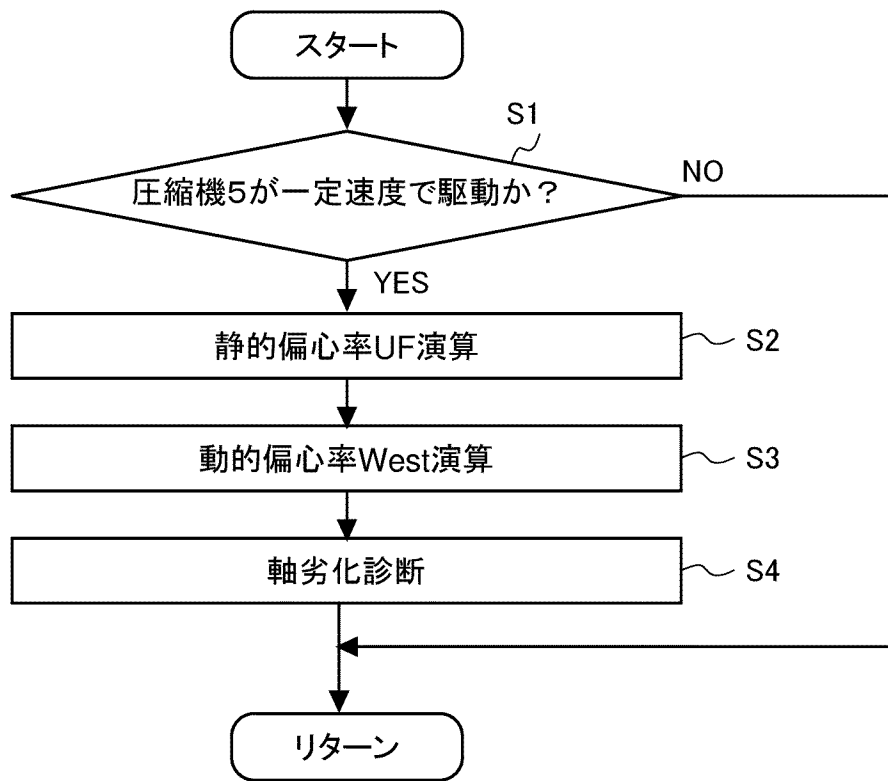 スタート
S1
圧縮機5が一定速度で駆動か？
NO
YES
静的偏心率UF演算
S2
動的偏心率West演算
S3
軸劣化診断
S4
リターン